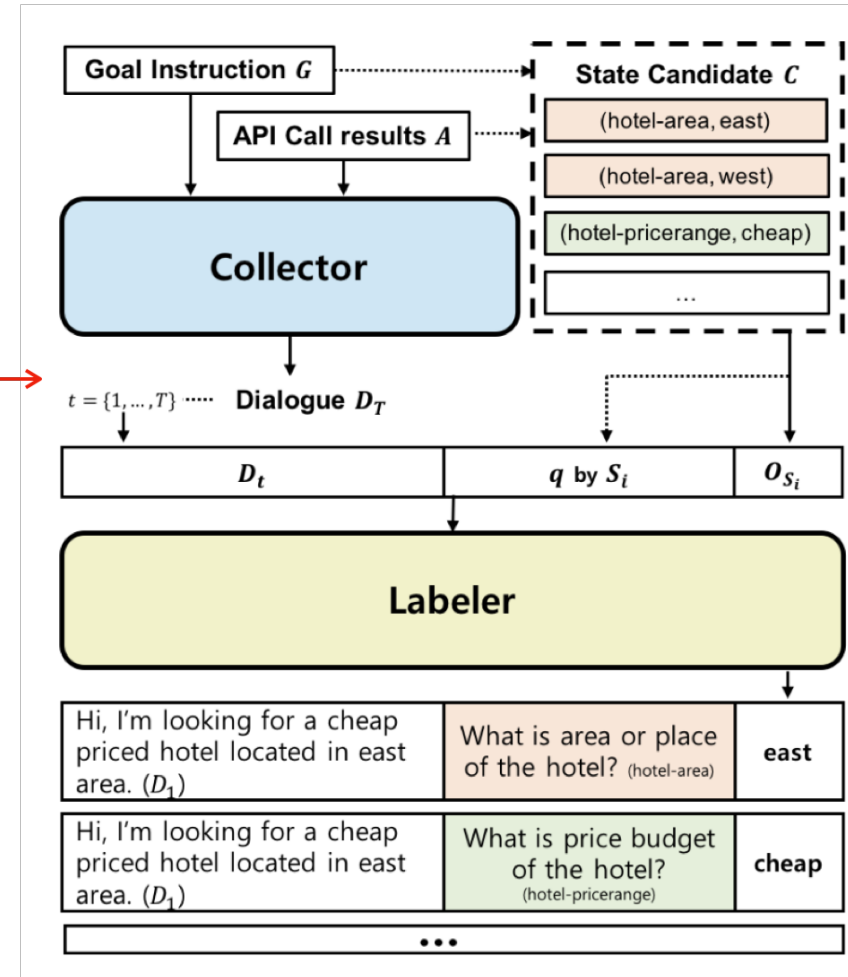 Goal Instruction G
State Candidate C
(hotel-area, east)
API Call results A
(hotel-area, west)
(hotel-pricerange, cheap)
...
Collector
t = {1, ... , T} ····· Dialogue D_T
D_t
q by S_i
O_{S_i}
Labeler
Hi, I'm looking for a cheap
priced hotel located in east
area. (D_1)
What is area or place
of the hotel? (hotel-area)
east
Hi, I'm looking for a cheap
priced hotel located in east
area. (D_1)
What is price budget
of the hotel?
(hotel-pricerange)
cheap
•••